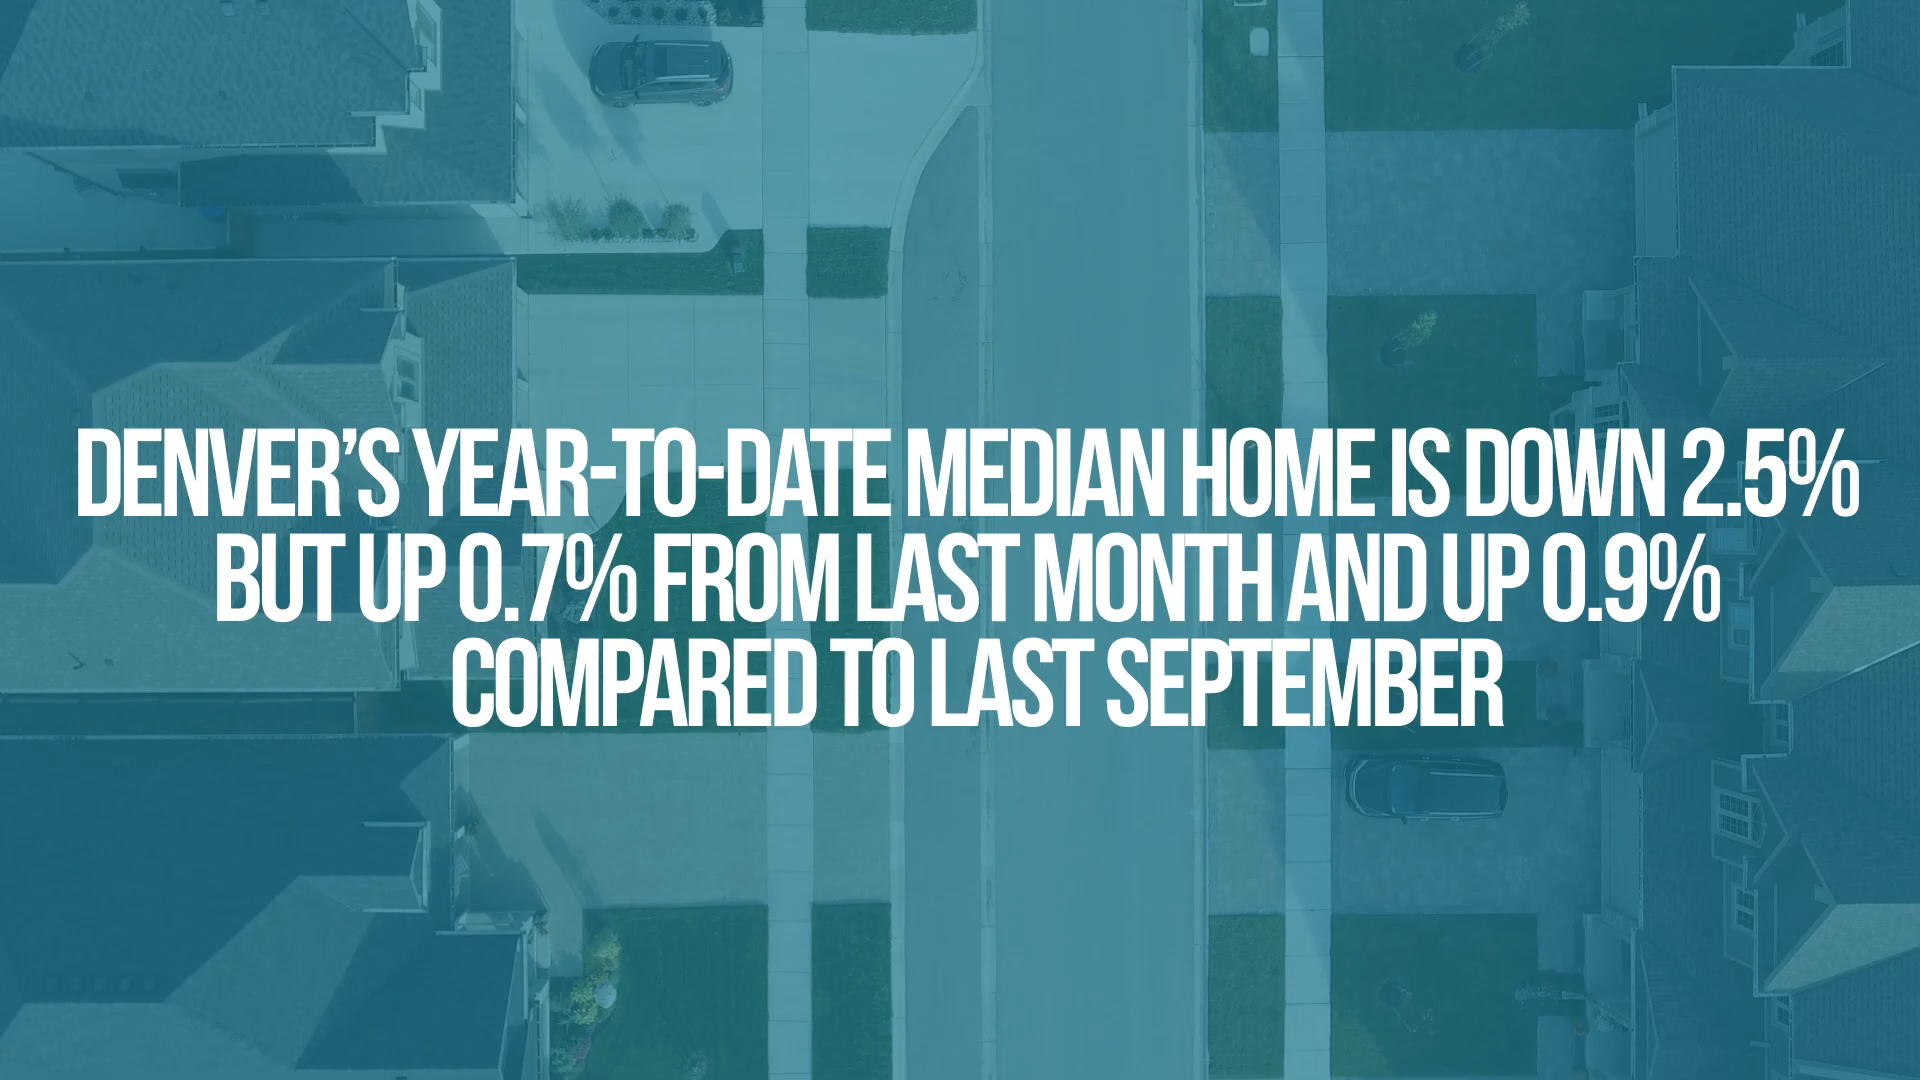 DENVER’S YEAR-TO-DATE MEDIAN HOME IS DOWN 2.5%
BUT UP 0.7% FROM LAST MONTH AND UP 0.9%
COMPARED TO LAST SEPTEMBER